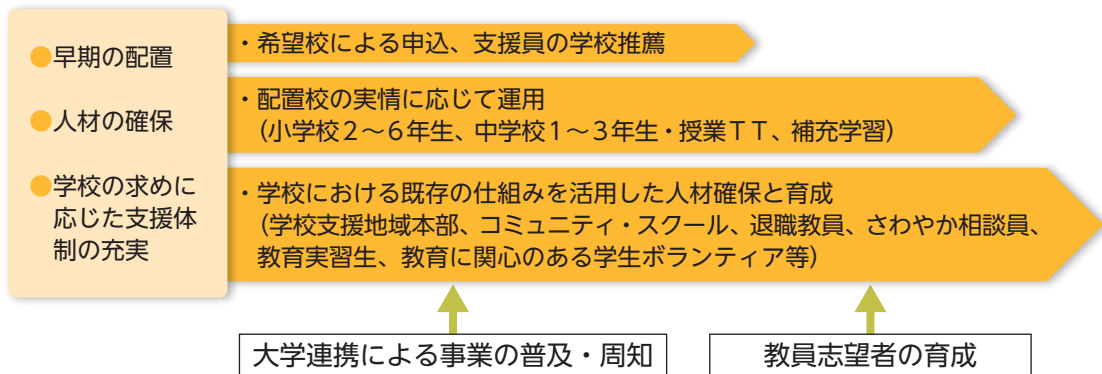 ●早期の配置
●人材の確保
●学校の求めに
応じた支援体
制の充実
・希望校による申込、支援員の学校推薦
・配置校の実情に応じて運用
（小学校２～６年生、中学校１～３年生・授業ＴＴ、補充学習）
・学校における既存の仕組みを活用した人材確保と育成
（学校支援地域本部、コミュニティ・スクール、退職教員、さわやか相談員、
教育実習生、教育に関心のある学生ボランティア等）
大学連携による事業の普及・周知
教員志望者の育成